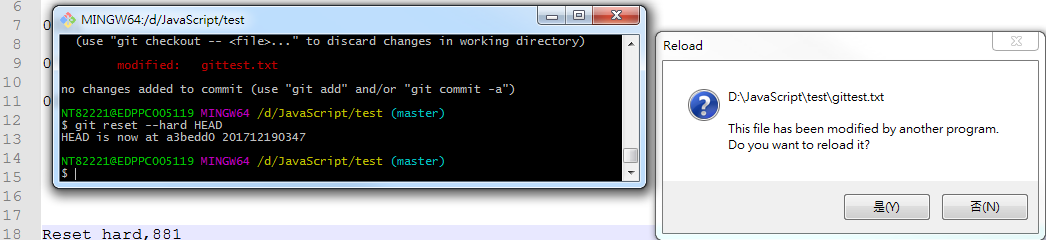 6
7
8
9
10
11
12
13
14
15
16
17
18
0
0
0
Reset hard,881
MINGW64:/d/JavaScript/test
(use "git checkout -- <file>..." to discard changes in working directory)
modified:   gittest.txt
no changes added to commit (use "git add" and/or "git commit -a")
NT82221@EDPPC005119 MINGW64 /d/JavaScript/test (master)
$ git reset --hard HEAD
HEAD is now at a3bedd0 201712190347
NT82221@EDPPC005119 MINGW64 /d/JavaScript/test (master)
$
Reload
D:\JavaScript\test\gittest.txt
This file has been modified by another program.
Do you want to reload it?
是(Y)
否(N)